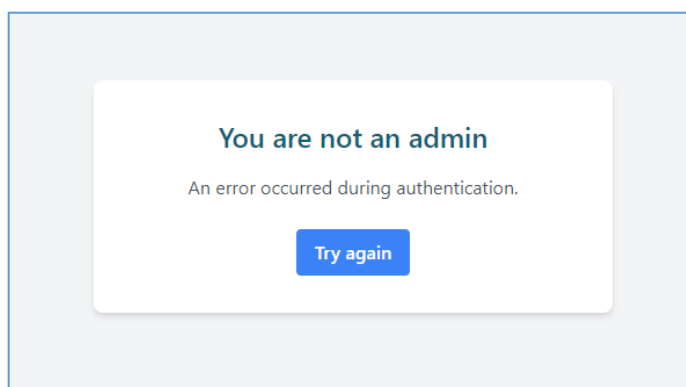 You are not an admin
An error occurred during authentication.
Try again